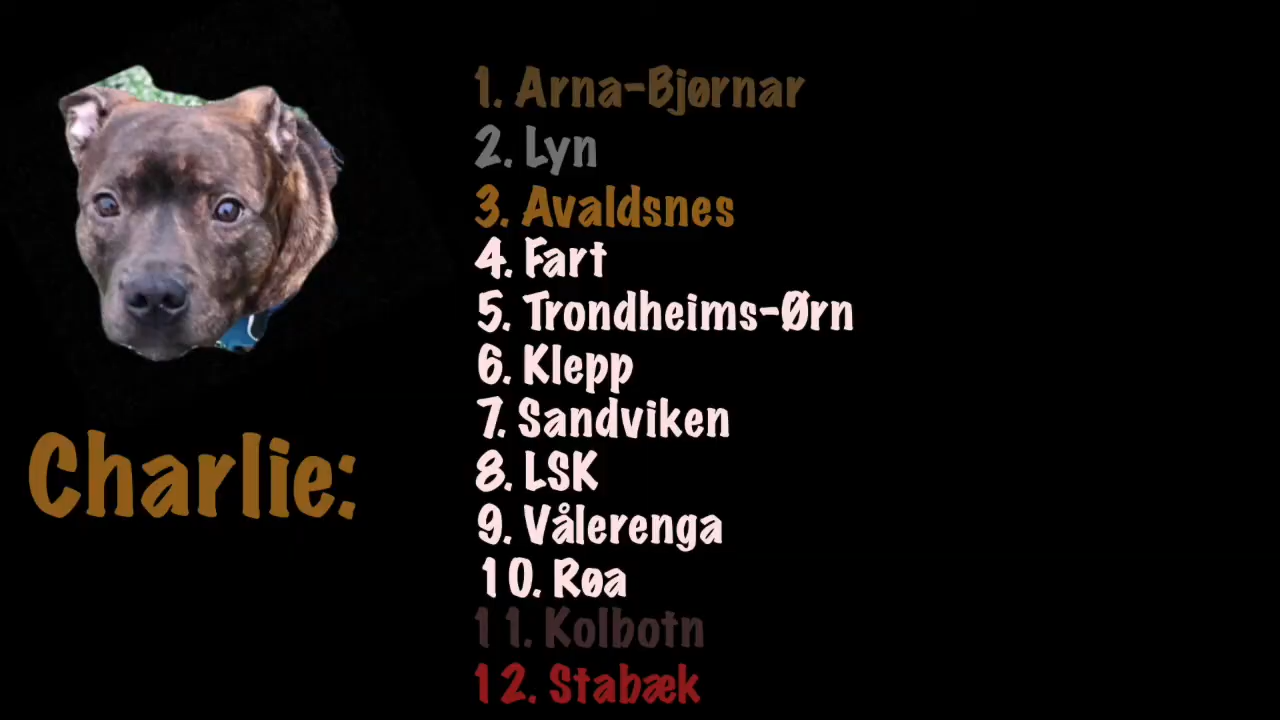 1. Arna-Bjørnar
2. Lyn
3. Avaldsnes
4. Fart
5. Trondheims-Ørn
6. Klepp
7. Sandviken
8. LSK
9. Vålerenga
10. Røa
11. Kolbotn
12. Stabæk
Charlie: